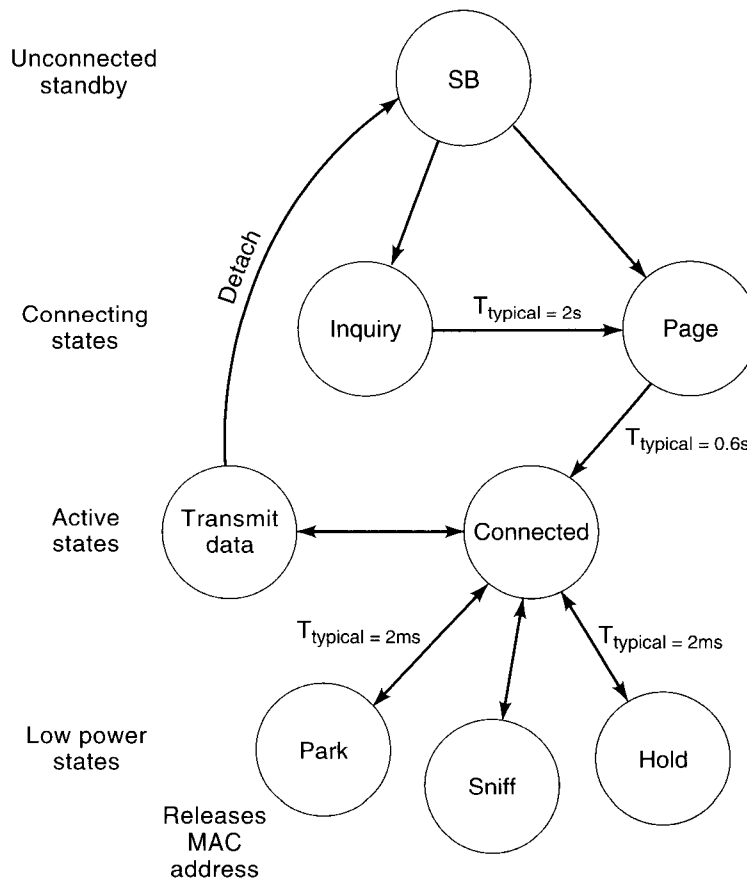 Unconnected
standby
SB
Detach
Connecting
states
Inquiry
T typical = 2s
Page
T typical = 0.6s
Active
states
Transmit
data
Connected
T typical = 2ms
T typical = 2ms
Low power
states
Park
Sniff
Hold
Releases
MAC
address